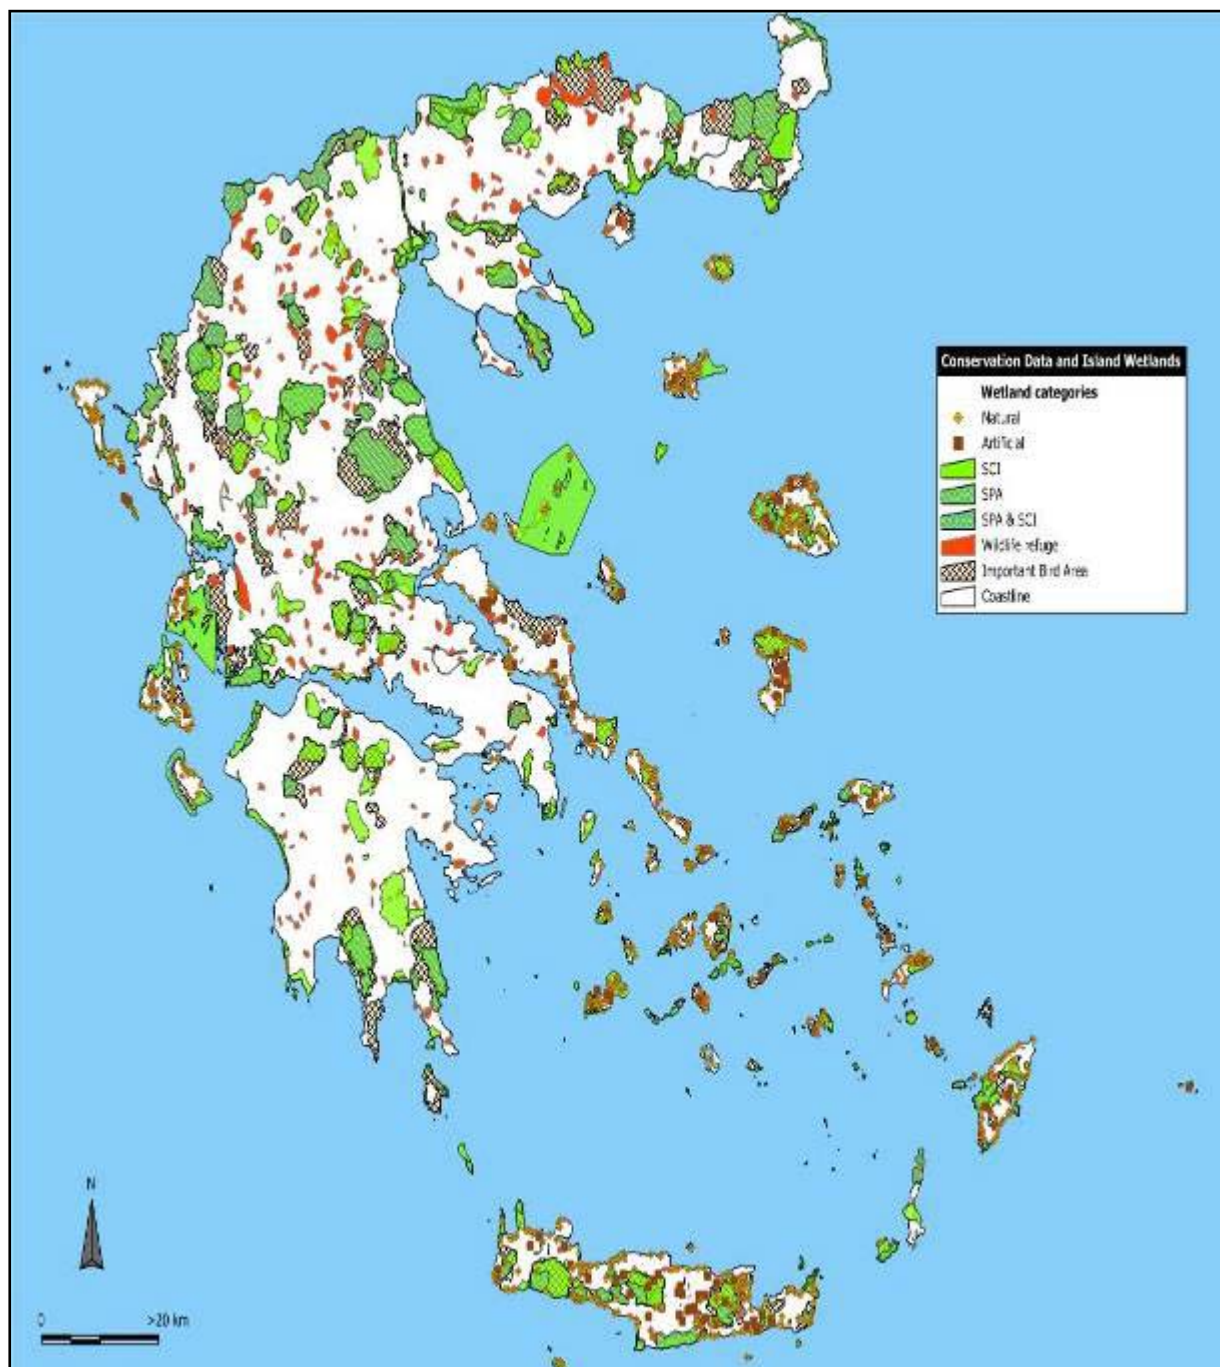 Conservation Data and Island Wetlands
Wetland categories
Natural
Artificial
SCI
SPA
SPA & SCI
Wildlife refuge
Important Bird Area
Coastline
N
0 >20 km